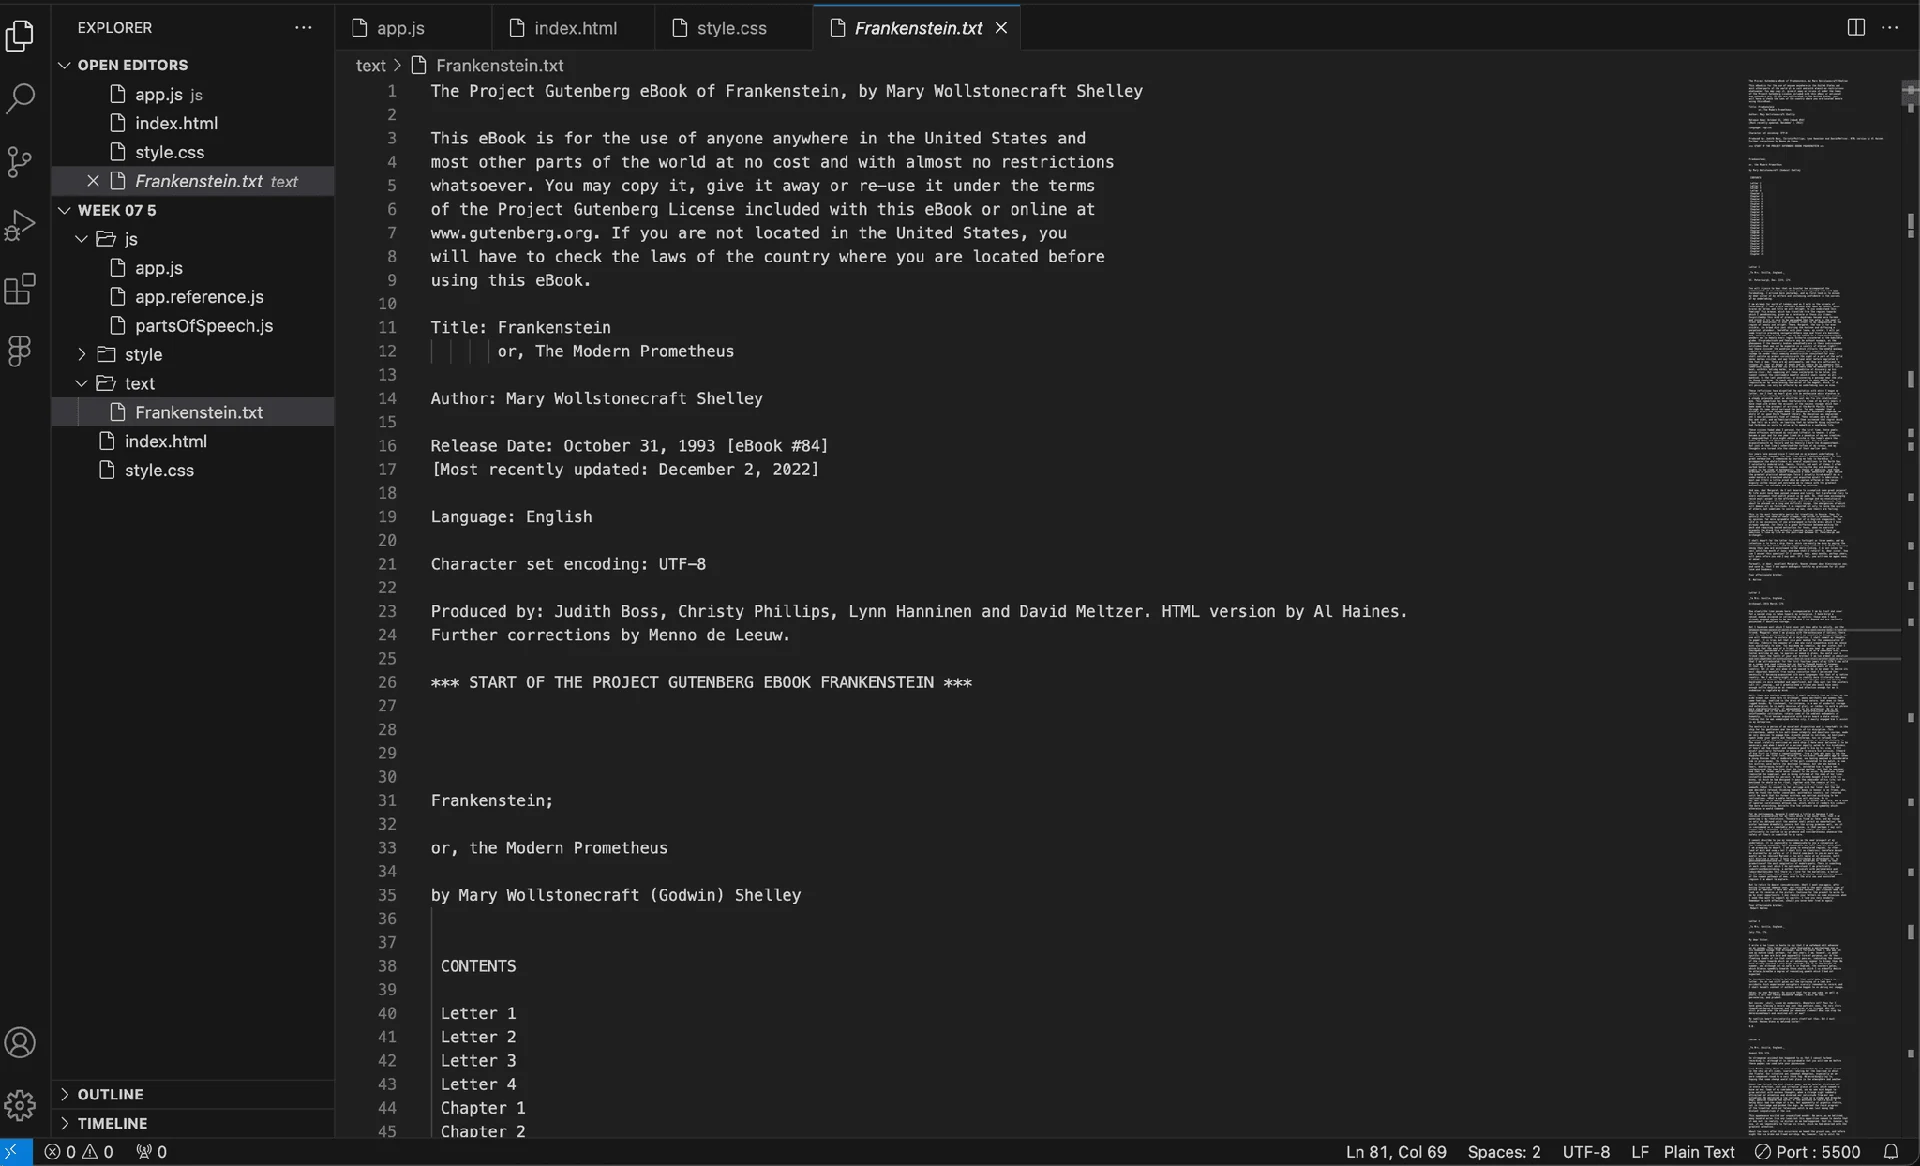 EXPLORER
OPEN EDITORS
app.js js
index.html
style.css
Frankenstein.txt text
WEEK 07 5
js
app.js
app.reference.js
partsOfSpeech.js
style
text
Frankenstein.txt
index.html
style.css
OUTLINE
TIMELINE
app.js
index.html
style.css
Frankenstein.txt
text > Frankenstein.txt
1 The Project Gutenberg eBook of Frankenstein, by Mary Wollstonecraft Shelley
2
3 This eBook is for the use of anyone anywhere in the United States and
4 most other parts of the world at no cost and with almost no restrictions
5 whatsoever. You may copy it, give it away or re-use it under the terms
6 of the Project Gutenberg License included with this eBook or online at
7 www.gutenberg.org. If you are not located in the United States, you
8 will have to check the laws of the country where you are located before
9 using this eBook.
10
11 Title: Frankenstein
12 or, The Modern Prometheus
13
14 Author: Mary Wollstonecraft Shelley
15
16 Release Date: October 31, 1993 [eBook #84]
17 [Most recently updated: December 2, 2022]
18
19 Language: English
20
21 Character set encoding: UTF-8
22
23 Produced by: Judith Boss, Christy Phillips, Lynn Hanninen and David Meltzer. HTML version by Al Haines.
24 Further corrections by Menno de Leeuw.
25
26 *** START OF THE PROJECT GUTENBERG EBOOK FRANKENSTEIN ***
27
28
29
30
31 Frankenstein;
32
33 or, the Modern Prometheus
34
35 by Mary Wollstonecraft (Godwin) Shelley
36
37
38 CONTENTS
39
40 Letter 1
41 Letter 2
42 Letter 3
43 Letter 4
44 Chapter 1
45 Chapter 2
0 0 0
Ln 81, Col 69 Spaces: 2 UTF-8 LF Plain Text Port : 5500